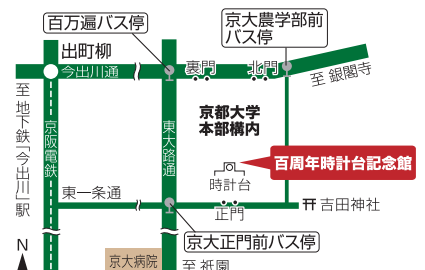 百万遍バス停
京大農学部前
バス停
出町柳
今出川通
裏門
北門
至 銀閣寺
至 地下鉄「今出川」駅
京阪電鉄
東大路通
京都大学
本部構内
百周年時計台記念館
時計台
東一条通
正門
吉田神社
京大正門前バス停
N
京大病院
至 祇園